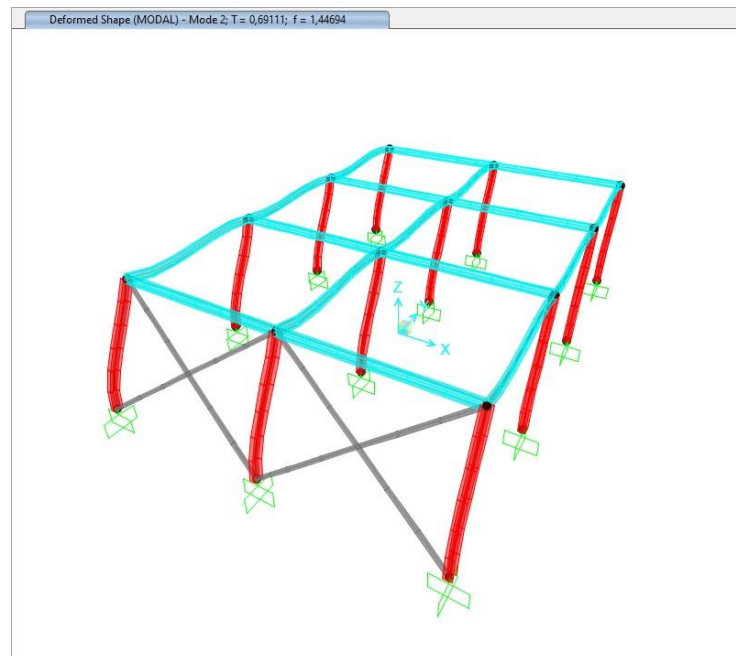 Deformed Shape (MODAL) - Mode 2; T = 0,69111; f = 1,44694
Z
Y
X